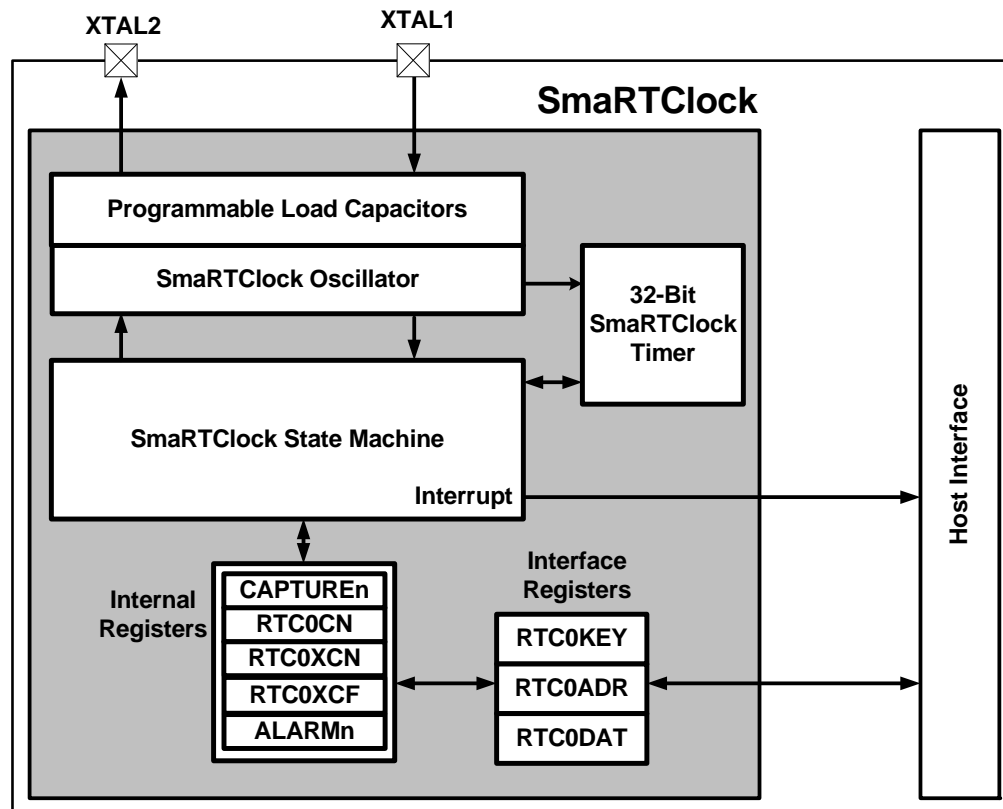 XTAL2
XTAL1
SmaRTClock
Programmable Load Capacitors
SmaRTClock Oscillator
32-Bit
SmaRTClock
Timer
SmaRTClock State Machine
Interrupt
Host Interface
Internal
Registers
CAPTUREn
RTC0CN
RTC0XCN
RTC0XCF
ALARMn
Interface
Registers
RTC0KEY
RTC0ADR
RTC0DAT